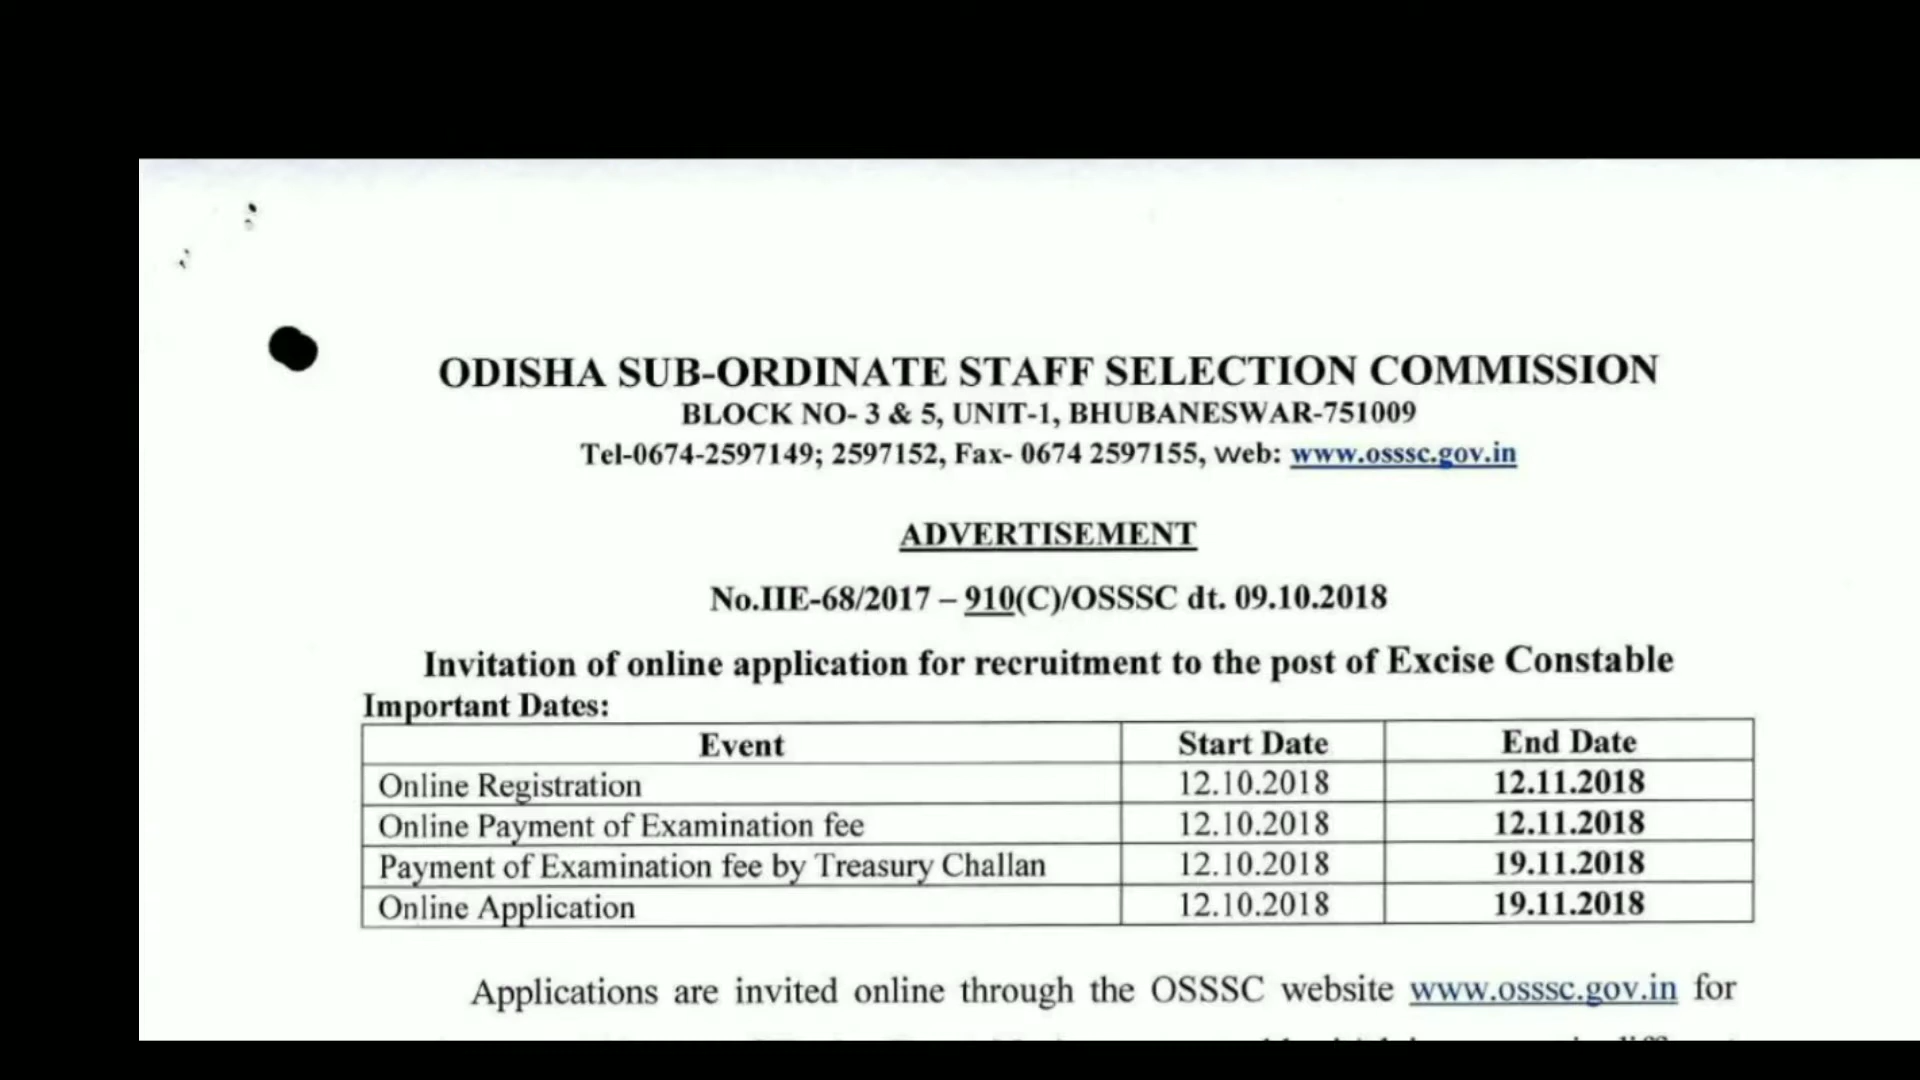 ODISHA SUB-ORDINATE STAFF SELECTION COMMISSION
BLOCK NO- 3 & 5, UNIT-1, BHUBANESWAR-751009
Tel-0674-2597149; 2597152, Fax- 0674 2597155, Web: www.osssc.gov.in
ADVERTISEMENT
No.IIE-68/2017 – 910(C)/OSSSC dt. 09.10.2018
Invitation of online application for recruitment to the post of Excise Constable
Important Dates:
Event Start Date End Date
Online Registration 12.10.2018 12.11.2018
Online Payment of Examination fee 12.10.2018 12.11.2018
Payment of Examination fee by Treasury Challan 12.10.2018 19.11.2018
Online Application 12.10.2018 19.11.2018
Applications are invited online through the OSSSC website www.osssc.gov.in for